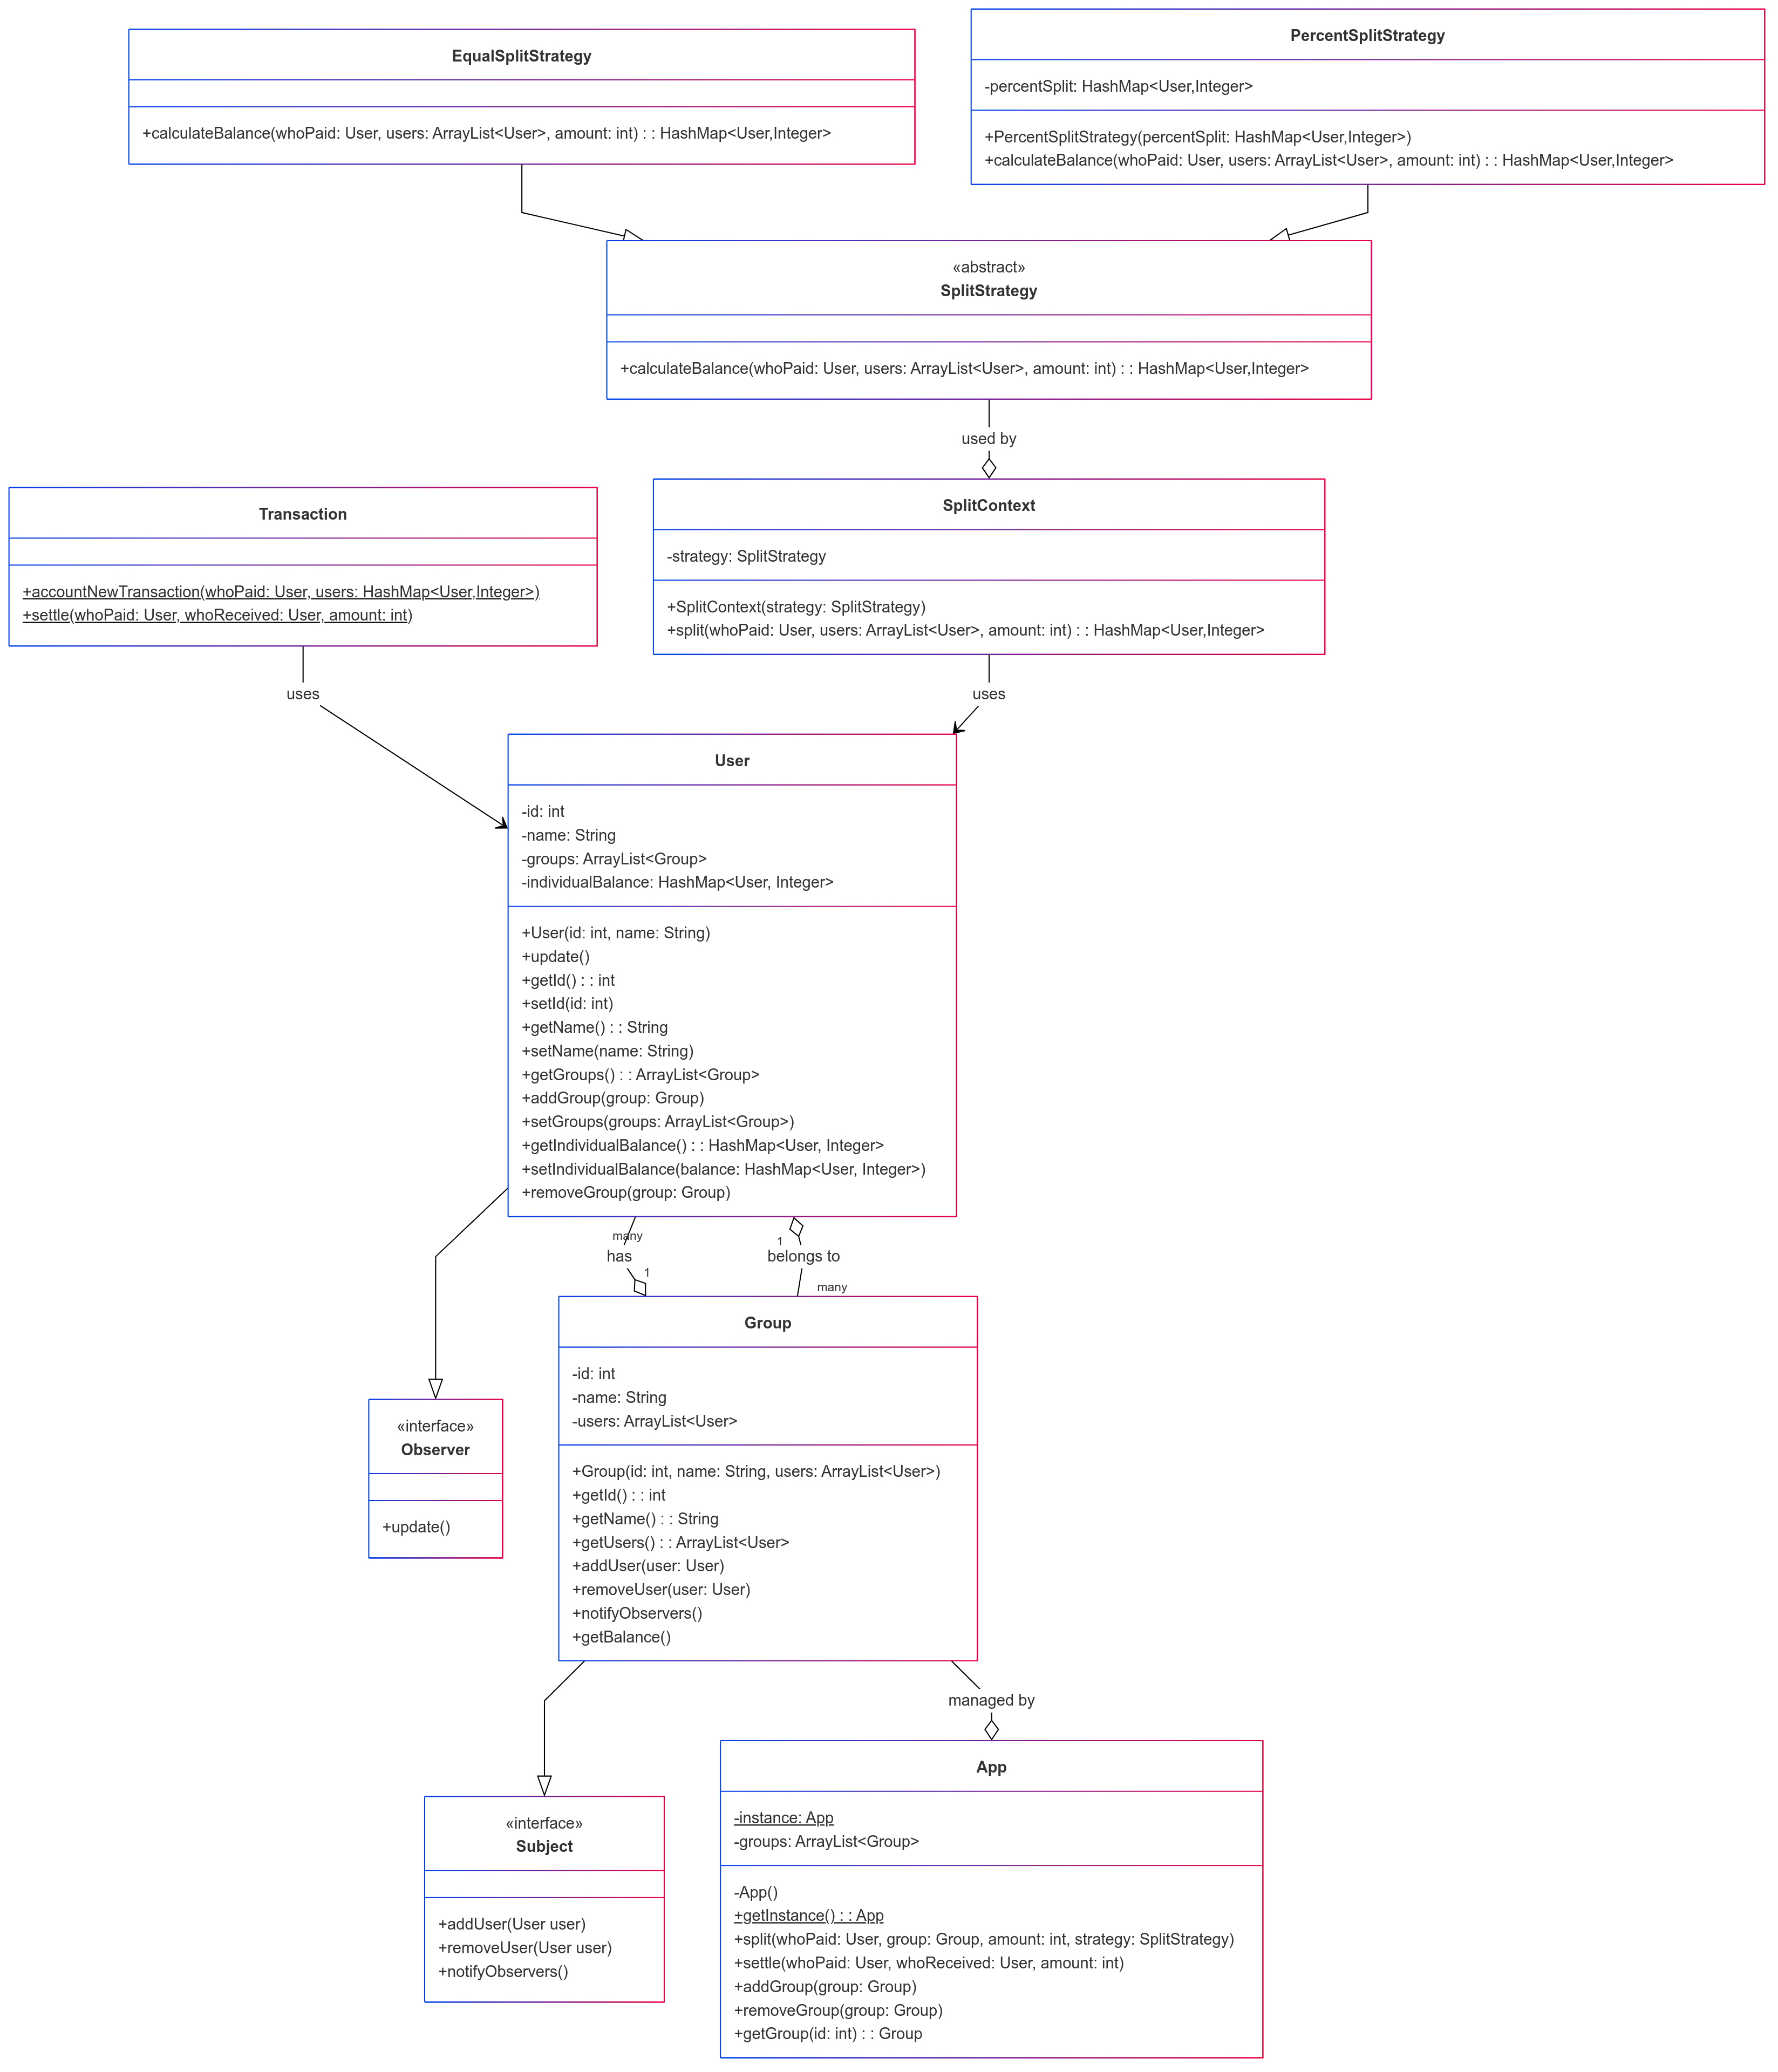 EqualSplitStrategy
+calculateBalance(whoPaid: User, users: ArrayList<User>, amount: int) : : HashMap<User,Integer>
PercentSplitStrategy
-percentSplit: HashMap<User,Integer>
+PercentSplitStrategy(percentSplit: HashMap<User,Integer>)
+calculateBalance(whoPaid: User, users: ArrayList<User>, amount: int) : : HashMap<User,Integer>
«abstract»
SplitStrategy
+calculateBalance(whoPaid: User, users: ArrayList<User>, amount: int) : : HashMap<User,Integer>
used by
Transaction
+accountNewTransaction(whoPaid: User, users: HashMap<User,Integer>)
+settle(whoPaid: User, whoReceived: User, amount: int)
SplitContext
-strategy: SplitStrategy
+SplitContext(strategy: SplitStrategy)
+split(whoPaid: User, users: ArrayList<User>, amount: int) : : HashMap<User,Integer>
uses
uses
User
-id: int
-name: String
-groups: ArrayList<Group>
-individualBalance: HashMap<User, Integer>
+User(id: int, name: String)
+update()
+getId() : : int
+setId(id: int)
+getName() : : String
+setName(name: String)
+getGroups() : : ArrayList<Group>
+addGroup(group: Group)
+setGroups(groups: ArrayList<Group>)
+getIndividualBalance() : : HashMap<User, Integer>
+setIndividualBalance(balance: HashMap<User, Integer>)
+removeGroup(group: Group)
many
has
1
1
belongs to
many
Group
-id: int
-name: String
-users: ArrayList<User>
+Group(id: int, name: String, users: ArrayList<User>)
+getId() : : int
+getName() : : String
+getUsers() : : ArrayList<User>
+addUser(user: User)
+removeUser(user: User)
+notifyObservers()
+getBalance()
«interface»
Observer
+update()
managed by
«interface»
Subject
+addUser(User user)
+removeUser(User user)
+notifyObservers()
App
-instance: App
-groups: ArrayList<Group>
-App()
+getInstance() : : App
+split(whoPaid: User, group: Group, amount: int, strategy: SplitStrategy)
+settle(whoPaid: User, whoReceived: User, amount: int)
+addGroup(group: Group)
+removeGroup(group: Group)
+getGroup(id: int) : : Group